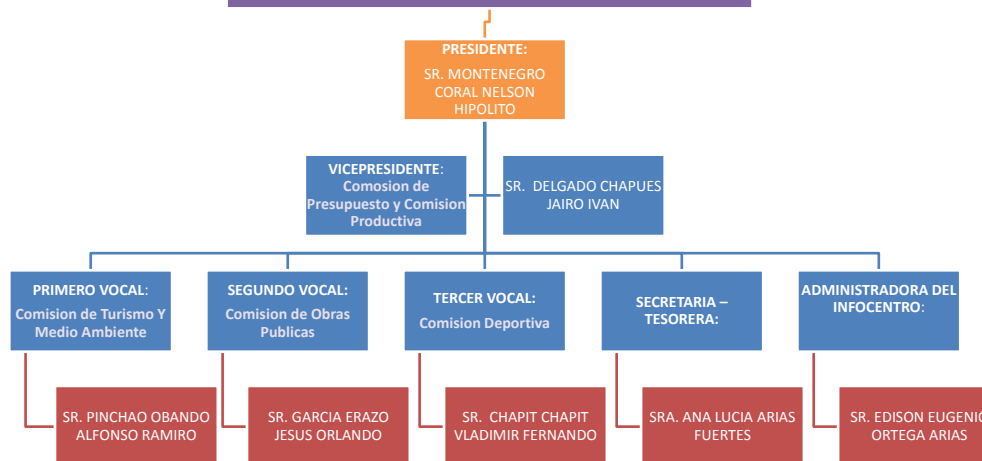 PRESIDENTE:
SR. MONTENEGRO
CORAL NELSON
HIPOLITO
VICEPRESIDENTE:
Comosion de
Presupuesto y Comision
Productiva
SR. DELGADO CHAPUES
JAIRO IVAN
PRIMERO VOCAL:
Comision de Turismo Y
Medio Ambiente
SEGUNDO VOCAL:
Comision de Obras
Publicas
TERCER VOCAL:
Comision Deportiva
SECRETARIA –
TESORERA:
ADMINISTRADORA DEL
INFOCENTRO:
SR. PINCHAO OBANDO
ALFONSO RAMIRO
SR. GARCIA ERAZO
JESUS ORLANDO
SR. CHAPIT CHAPIT
VLADIMIR FERNANDO
SRA. ANA LUCIA ARIAS
FUERTES
SR. EDISON EUGENIO
ORTEGA ARIAS